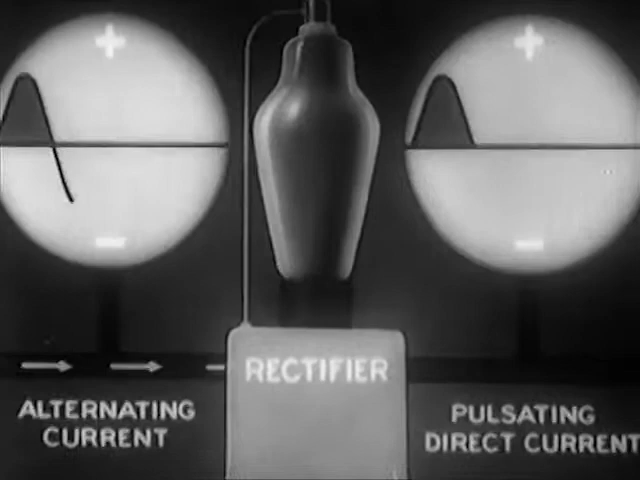 +
+
-
-
RECTIFIER
ALTERNATING
CURRENT
PULSATING
DIRECT CURRENT